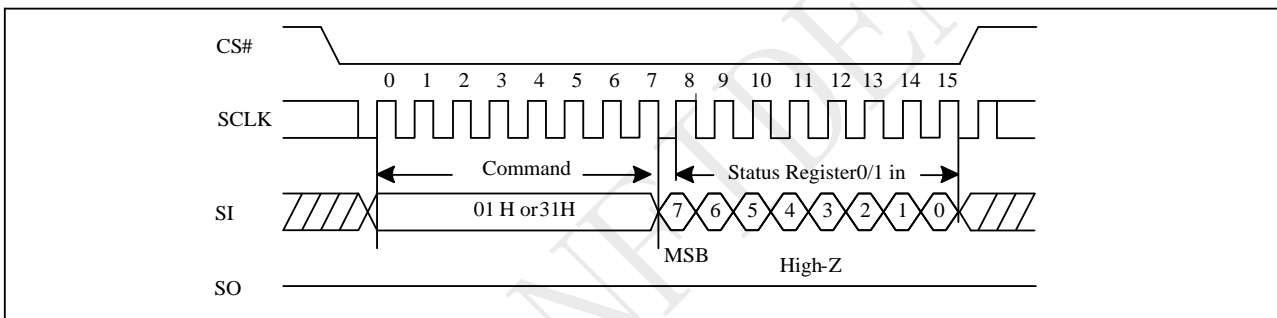 CS#
0 1 2 3 4 5 6 7 8 9 10 11 12 13 14 15
SCLK
Command
Status Register0/1 in
SI
01 H or31H
7 6 5 4 3 2 1 0
MSB
High-Z
SO